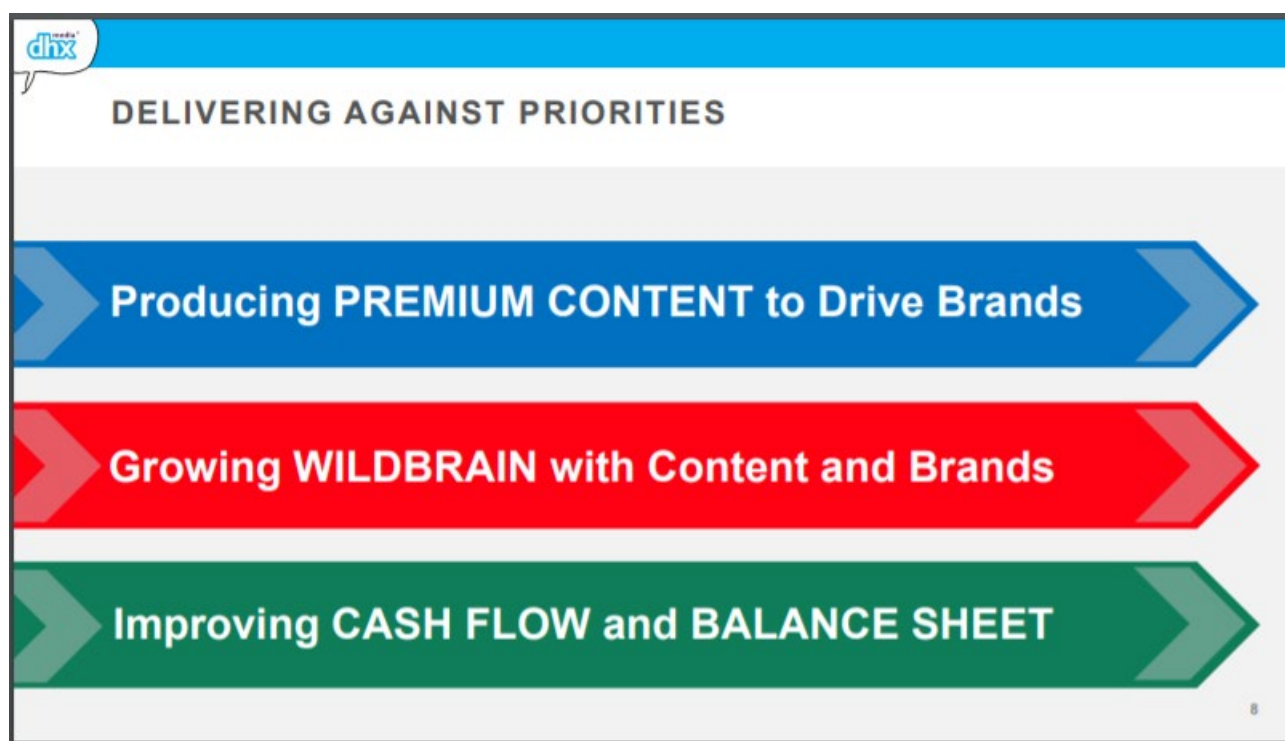 media
dhx
DELIVERING AGAINST PRIORITIES
Producing PREMIUM CONTENT to Drive Brands
Growing WILDBRAIN with Content and Brands
Improving CASH FLOW and BALANCE SHEET
8